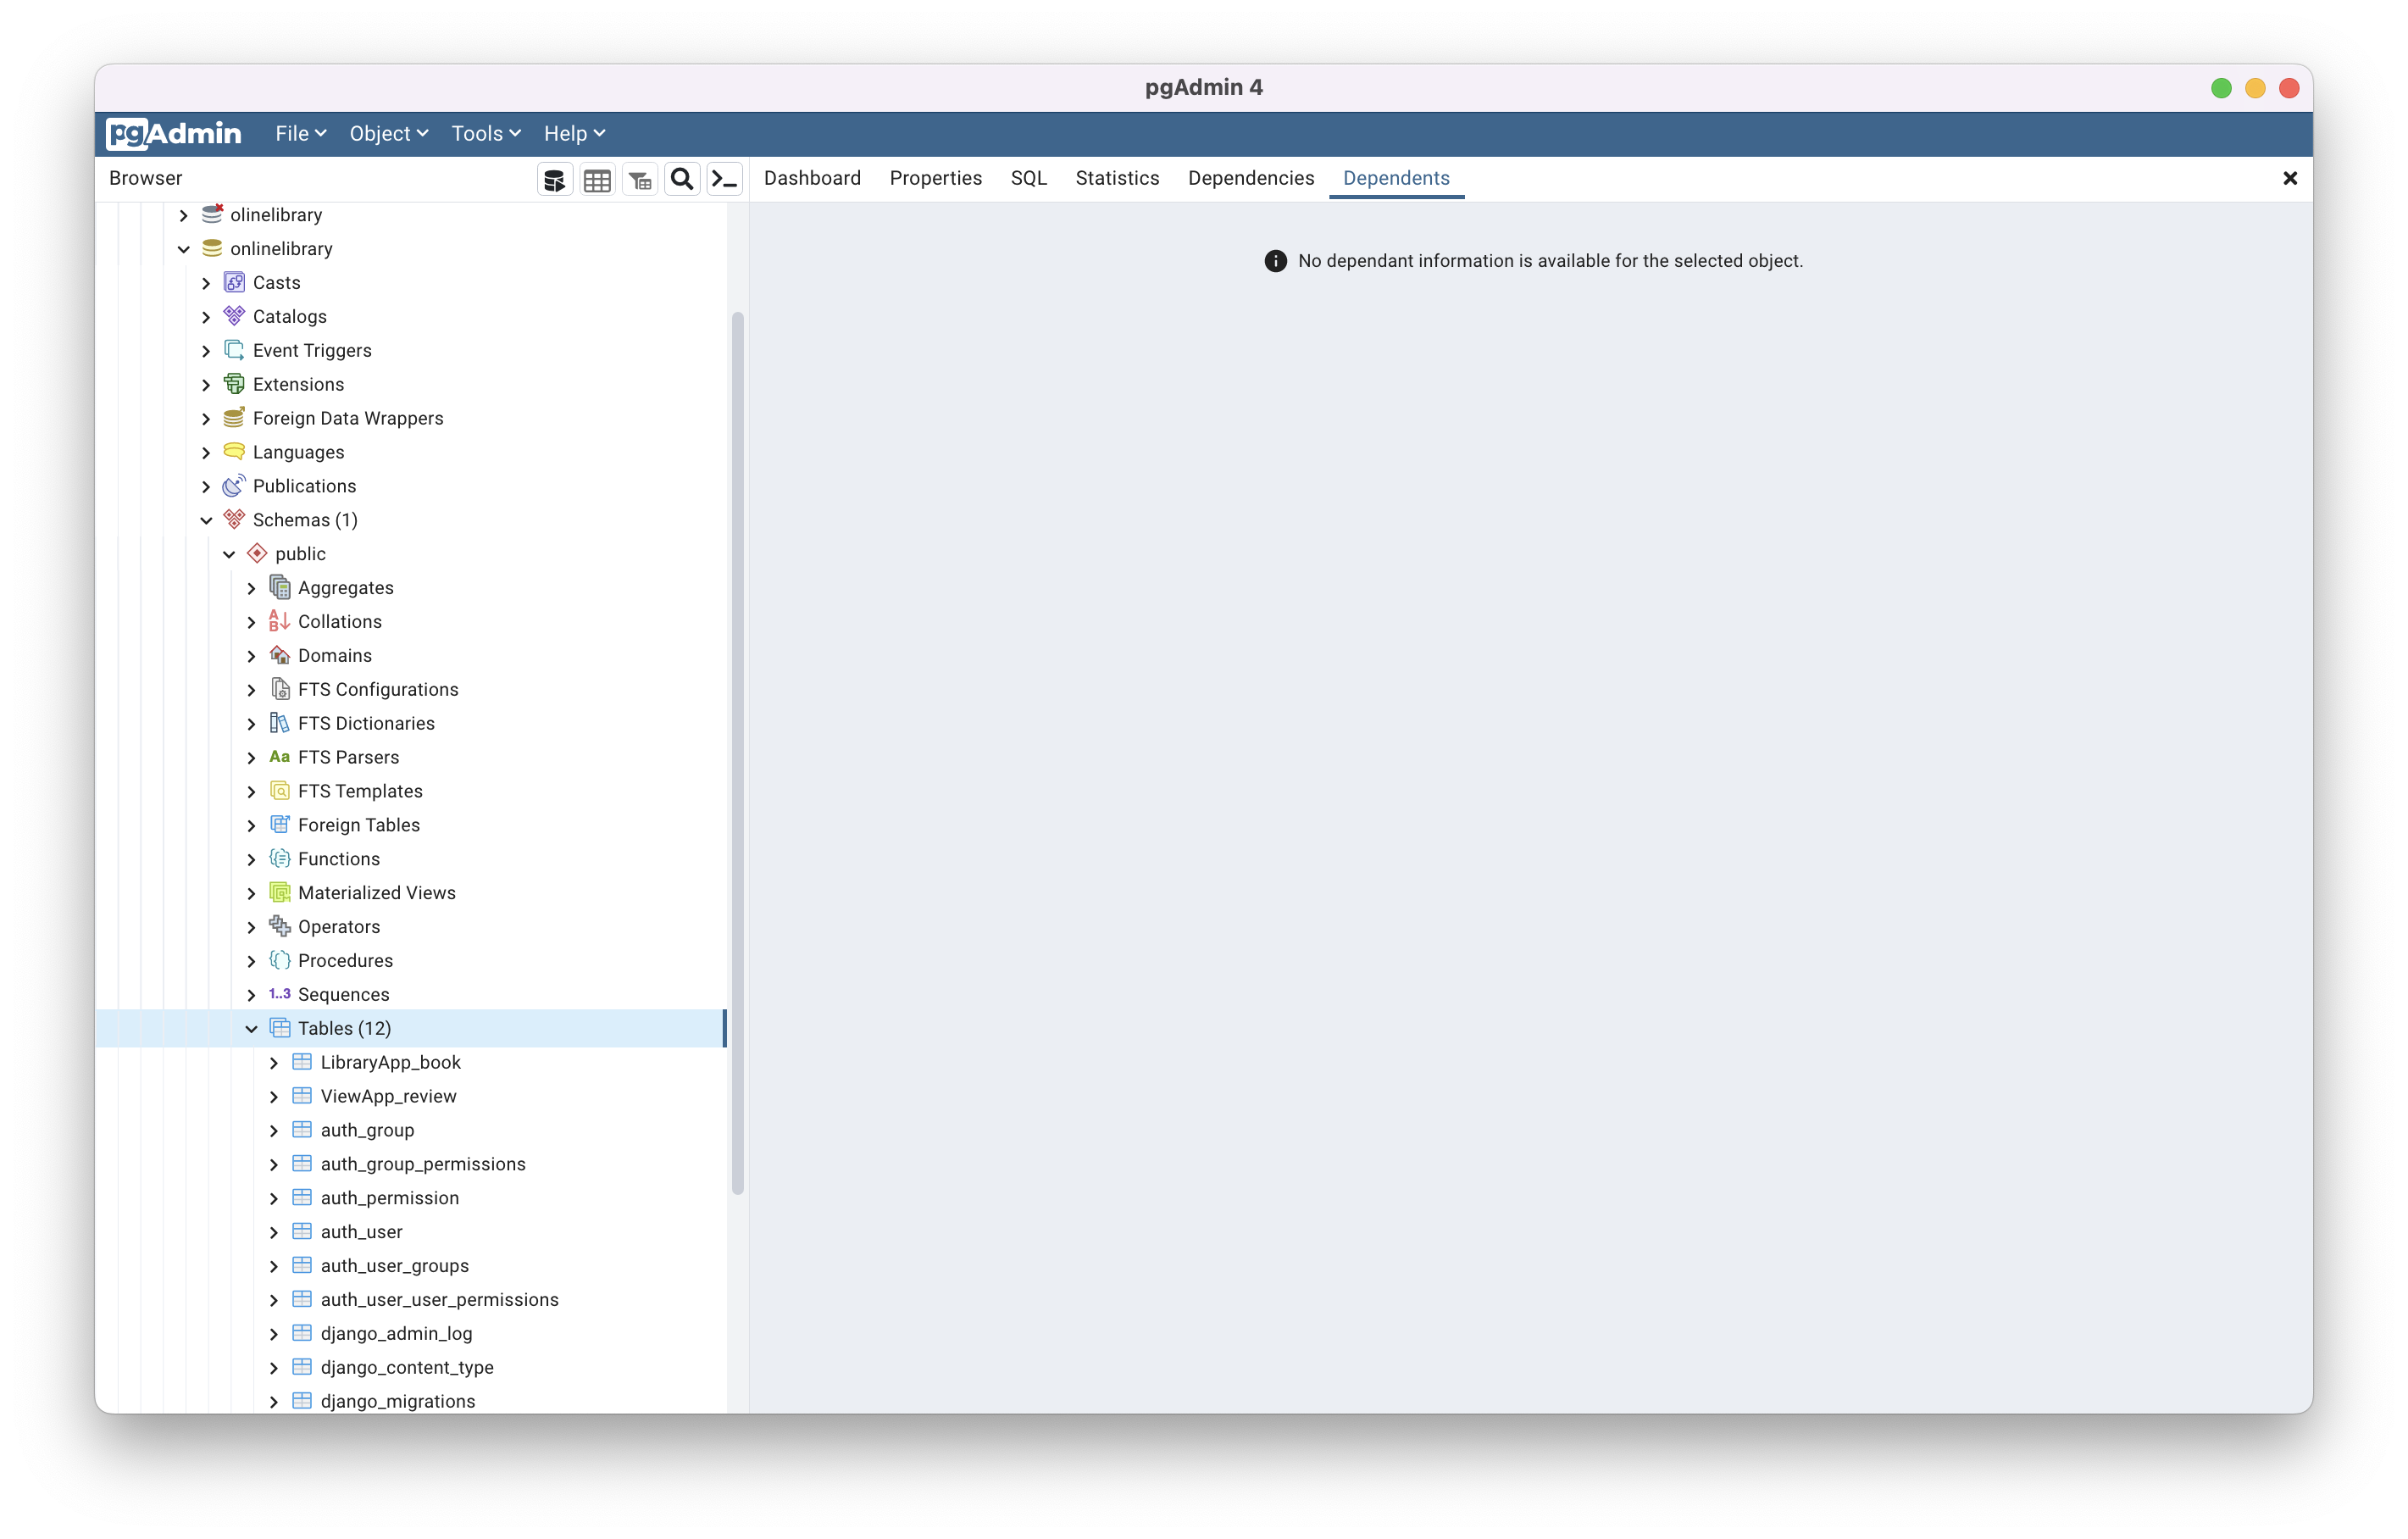 pgAdmin 4
pgAdmin File Object Tools Help
Browser
Dashboard Properties SQL Statistics Dependencies Dependents
No dependant information is available for the selected object.
olinelibrary
onlinelibrary
Casts
Catalogs
Event Triggers
Extensions
Foreign Data Wrappers
Languages
Publications
Schemas (1)
public
Aggregates
A B Collations
Domains
FTS Configurations
FTS Dictionaries
Aa FTS Parsers
FTS Templates
Foreign Tables
Functions
Materialized Views
Operators
Procedures
1..3 Sequences
Tables (12)
LibraryApp_book
ViewApp_review
auth_group
auth_group_permissions
auth_permission
auth_user
auth_user_groups
auth_user_user_permissions
django_admin_log
django_content_type
django_migrations